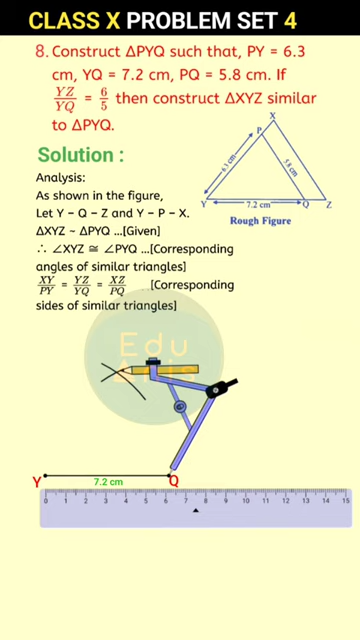 CLASS X PROBLEM SET 4
8. Construct ΔPYQ such that, PY = 6.3
cm, YQ = 7.2 cm, PQ = 5.8 cm. If
YZ/YQ = 6/5 then construct ΔXYZ similar
to ΔPYQ.
Solution :
Analysis:
As shown in the figure,
Let Y – Q – Z and Y – P – X.
ΔXYZ ~ ΔPYQ ...[Given]
∴ ∠XYZ ≅ ∠PYQ ...[Corresponding
angles of similar triangles]
XY/PY = YZ/YQ = XZ/PQ [Corresponding
sides of similar triangles]
X
P
6.3 cm
5.8 cm
Y 7.2 cm Q Z
Rough Figure
Edu
Y 7.2 cm Q
0 1 2 3 4 5 6 7 8 9 10 11 12 13 14 15